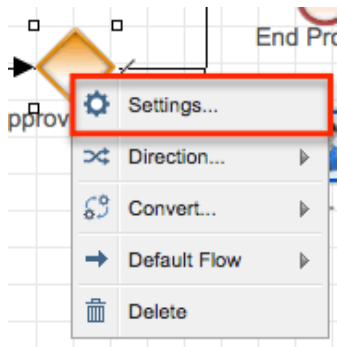 End Pro
pprov
Settings...
Direction...
Convert...
Default Flow
Delete